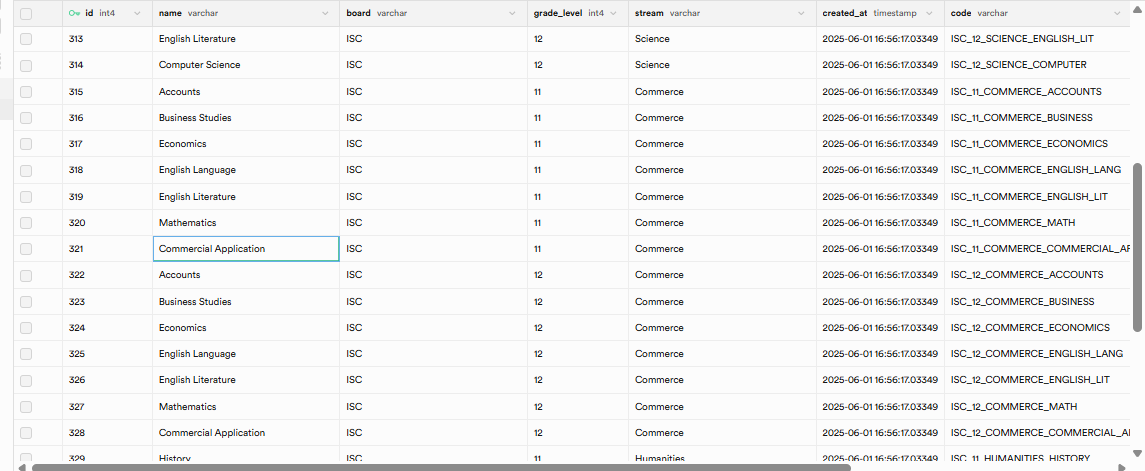 id int4 name varchar board varchar grade_level int4 stream varchar created_at timestamp code varchar
313 English Literature ISC 12 Science 2025-06-01 16:56:17.03349 ISC_12_SCIENCE_ENGLISH_LIT
314 Computer Science ISC 12 Science 2025-06-01 16:56:17.03349 ISC_12_SCIENCE_COMPUTER
315 Accounts ISC 11 Commerce 2025-06-01 16:56:17.03349 ISC_11_COMMERCE_ACCOUNTS
316 Business Studies ISC 11 Commerce 2025-06-01 16:56:17.03349 ISC_11_COMMERCE_BUSINESS
317 Economics ISC 11 Commerce 2025-06-01 16:56:17.03349 ISC_11_COMMERCE_ECONOMICS
318 English Language ISC 11 Commerce 2025-06-01 16:56:17.03349 ISC_11_COMMERCE_ENGLISH_LANG
319 English Literature ISC 11 Commerce 2025-06-01 16:56:17.03349 ISC_11_COMMERCE_ENGLISH_LIT
320 Mathematics ISC 11 Commerce 2025-06-01 16:56:17.03349 ISC_11_COMMERCE_MATH
321 Commercial Application ISC 11 Commerce 2025-06-01 16:56:17.03349 ISC_11_COMMERCE_COMMERCIAL_AP
322 Accounts ISC 12 Commerce 2025-06-01 16:56:17.03349 ISC_12_COMMERCE_ACCOUNTS
323 Business Studies ISC 12 Commerce 2025-06-01 16:56:17.03349 ISC_12_COMMERCE_BUSINESS
324 Economics ISC 12 Commerce 2025-06-01 16:56:17.03349 ISC_12_COMMERCE_ECONOMICS
325 English Language ISC 12 Commerce 2025-06-01 16:56:17.03349 ISC_12_COMMERCE_ENGLISH_LANG
326 English Literature ISC 12 Commerce 2025-06-01 16:56:17.03349 ISC_12_COMMERCE_ENGLISH_LIT
327 Mathematics ISC 12 Commerce 2025-06-01 16:56:17.03349 ISC_12_COMMERCE_MATH
328 Commercial Application ISC 12 Commerce 2025-06-01 16:56:17.03349 ISC_12_COMMERCE_COMMERCIAL_A
329 History ISC 11 Humanities 2025-06-01 16:56:17.03349 ISC_11_HUMANITIES_HISTORY